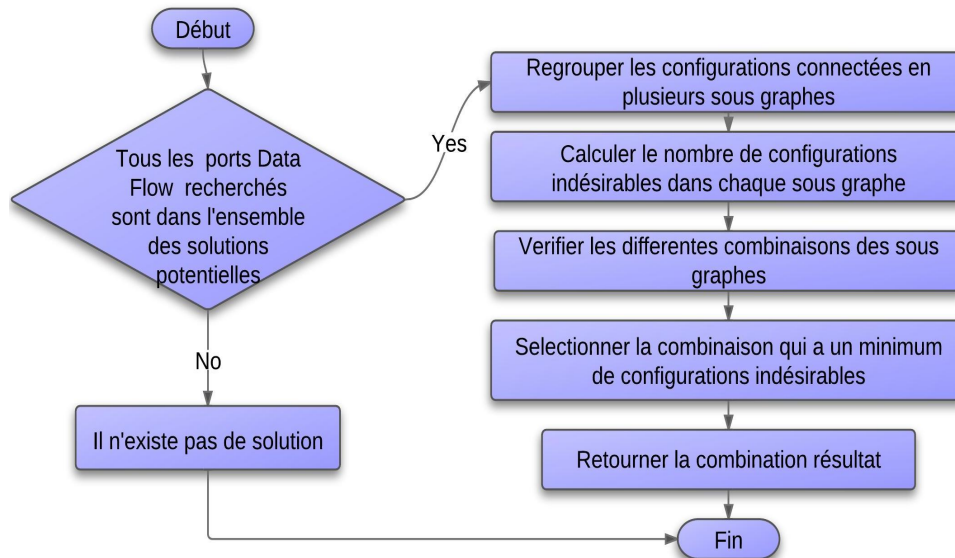 Début
Tous les ports Data
Flow recherchés
sont dans l'ensemble
des solutions
potentielles
Yes
No
Il n'existe pas de solution
Regrouper les configurations connectées en
plusieurs sous graphes
Calculer le nombre de configurations
indésirables dans chaque sous graphe
Verifier les differentes combinaisons des sous
graphes
Selectionner la combinaison qui a un minimum
de configurations indésirables
Retourner la combination résultat
Fin